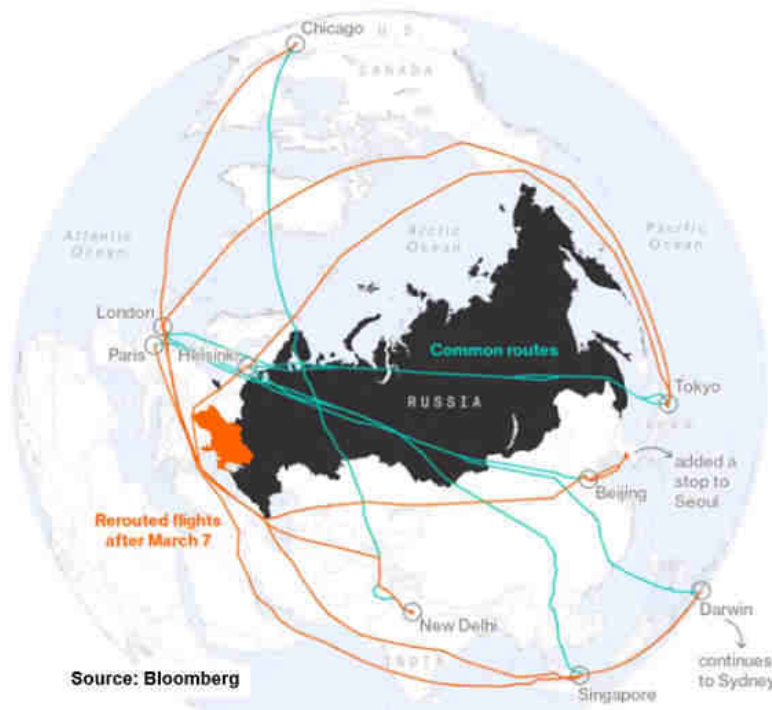 Chicago
U S
CANADA
Atlantic
Ocean
Arctic
Ocean
Pacific
Ocean
London
Paris
Helsinki
Common routes
RUSSIA
Tokyo
added a
stop to
Seoul
Beijing
Rerouted flights
after March 7
New Delhi
Darwin
INDIA
continues
to Sydney
Source: Bloomberg
Singapore